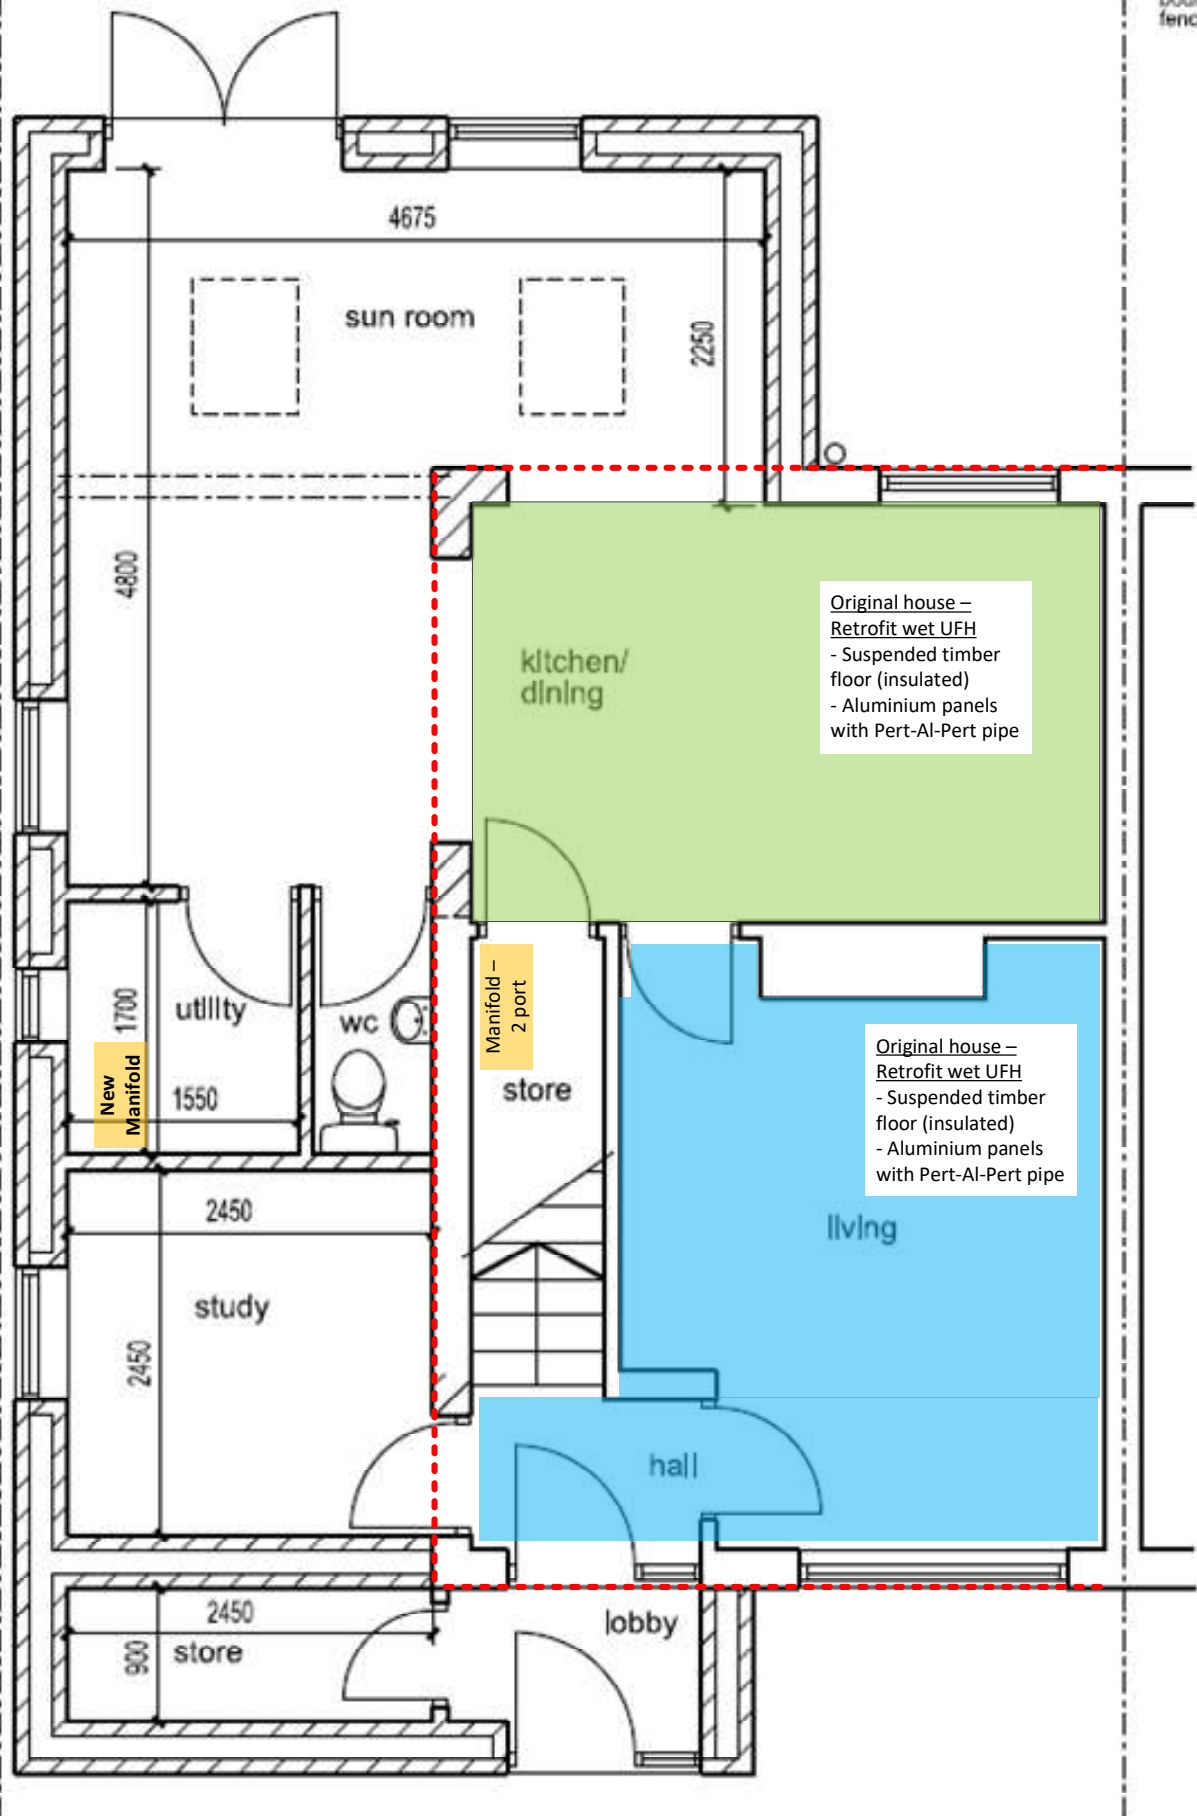 fenc
4675
sun room
2250
4800
kitchen/
dining
Original house –
Retrofit wet UFH
- Suspended timber
floor (insulated)
- Aluminium panels
with Pert-Al-Pert pipe
utility
1700
wc
Manifold –
2 port
New
Manifold
1550
store
Original house –
Retrofit wet UFH
- Suspended timber
floor (insulated)
- Aluminium panels
with Pert-Al-Pert pipe
2450
living
study
2450
hall
2450
lobby
900
store